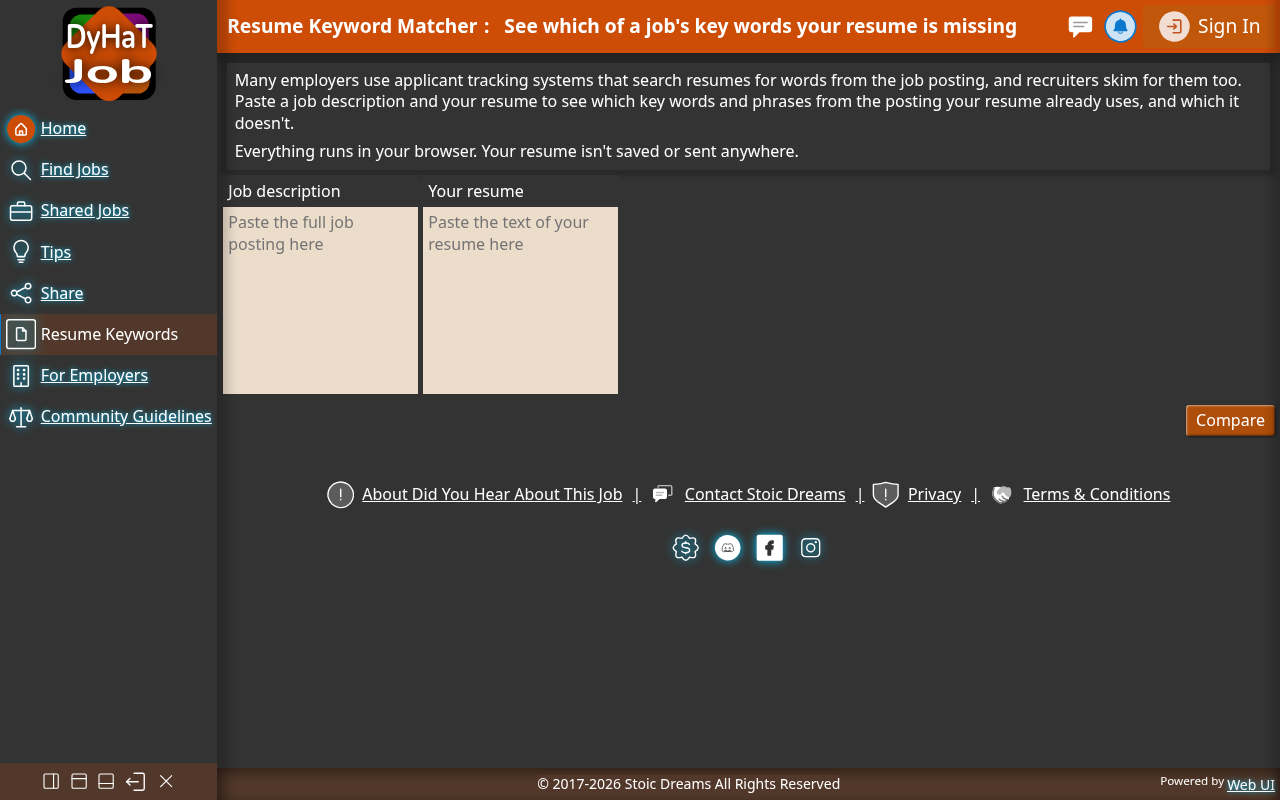 DyHaT
Job
Resume Keyword Matcher : See which of a job's key words your resume is missing
Sign In
Home
Find Jobs
Shared Jobs
Tips
Share
Resume Keywords
For Employers
Community Guidelines
Many employers use applicant tracking systems that search resumes for words from the job posting, and recruiters skim for them too.
Paste a job description and your resume to see which key words and phrases from the posting your resume already uses, and which it
doesn't.
Everything runs in your browser. Your resume isn't saved or sent anywhere.
Job description
Your resume
Paste the full job
posting here
Paste the text of your
resume here
Compare
About Did You Hear About This Job | Contact Stoic Dreams | Privacy | Terms & Conditions
© 2017-2026 Stoic Dreams All Rights Reserved
Powered by Web UI